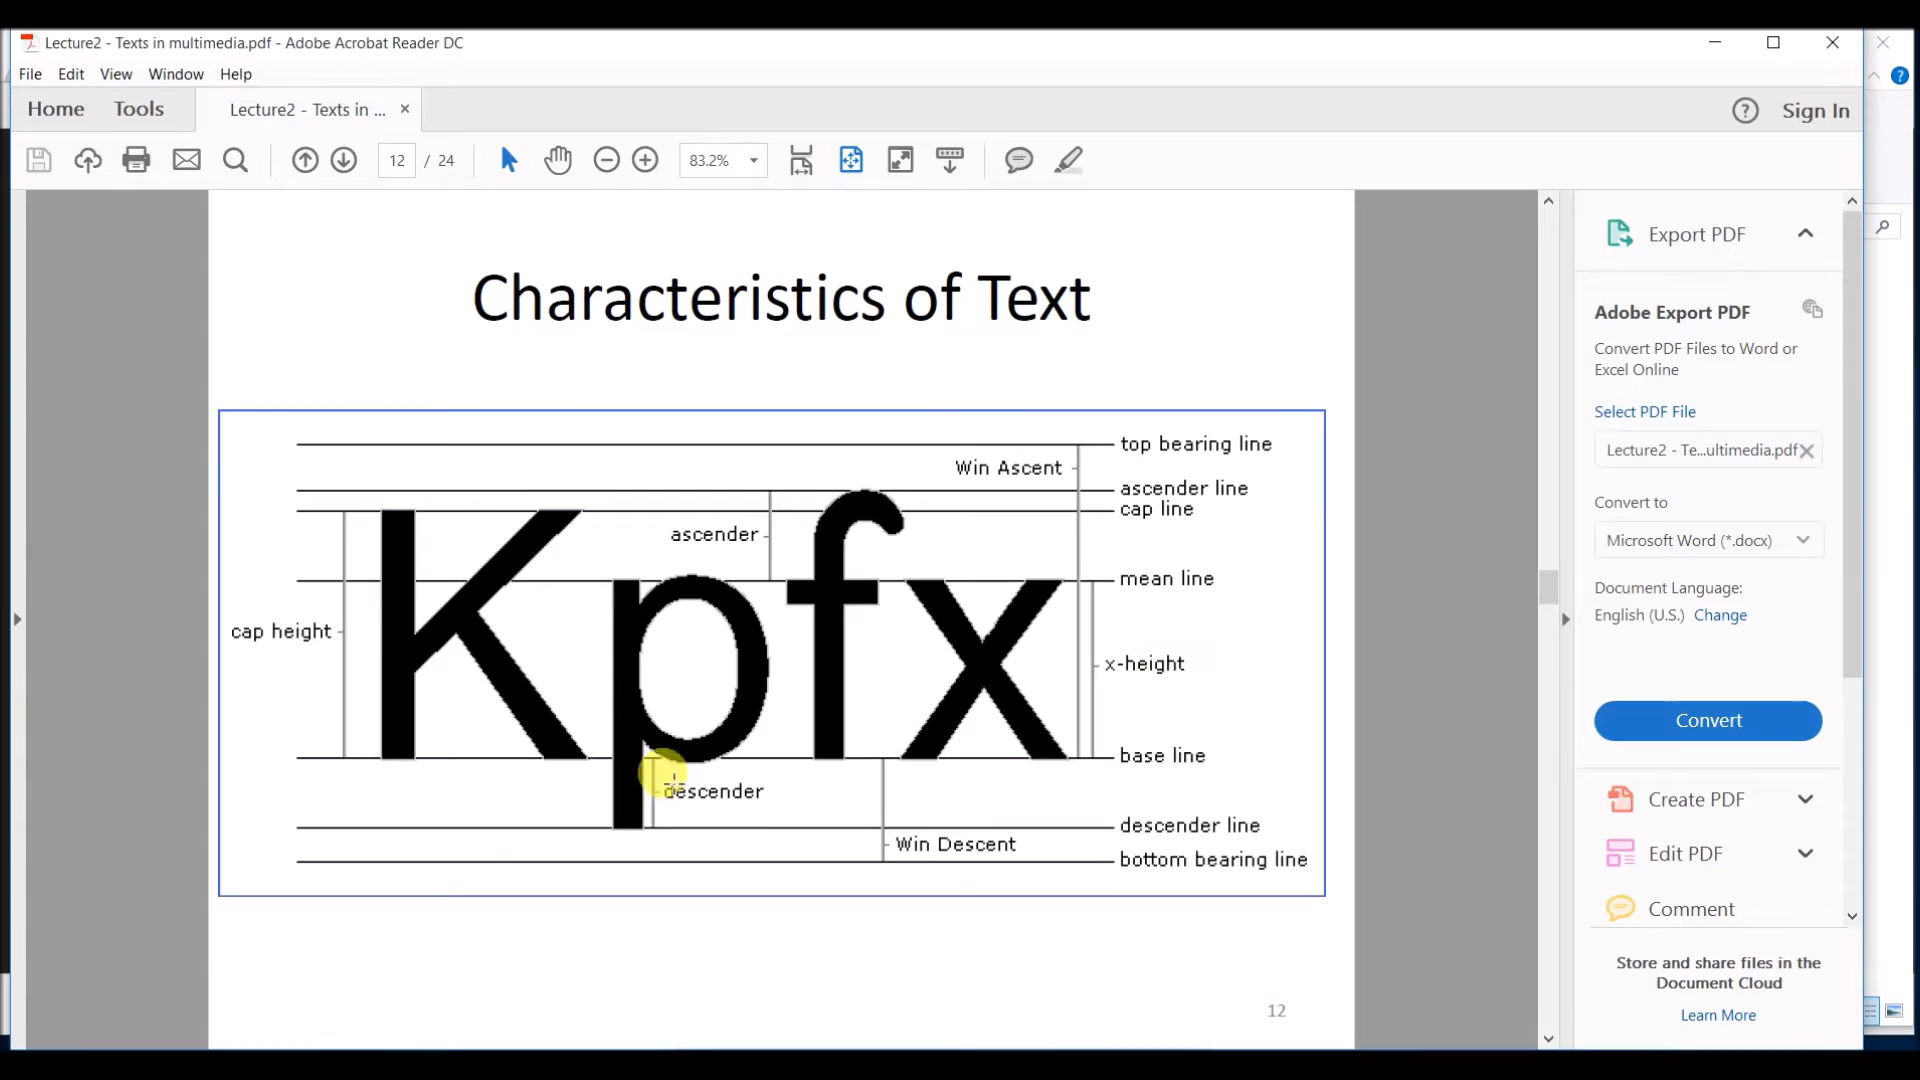 Lecture2 - Texts in multimedia.pdf - Adobe Acrobat Reader DC
File Edit View Window Help
Home Tools Lecture2 - Texts in ... × Sign In
12 / 24 83.2%
Characteristics of Text
top bearing line
Win Ascent
ascender line
cap line
ascender
mean line
Kpfx
cap height
x-height
base line
descender
descender line
Win Descent
bottom bearing line
12
Export PDF
Adobe Export PDF
Convert PDF Files to Word or
Excel Online
Select PDF File
Lecture2 - Te...ultimedia.pdf
Convert to
Microsoft Word (*.docx)
Document Language:
English (U.S.) Change
Convert
Create PDF
Edit PDF
Comment
Store and share files in the
Document Cloud
Learn More